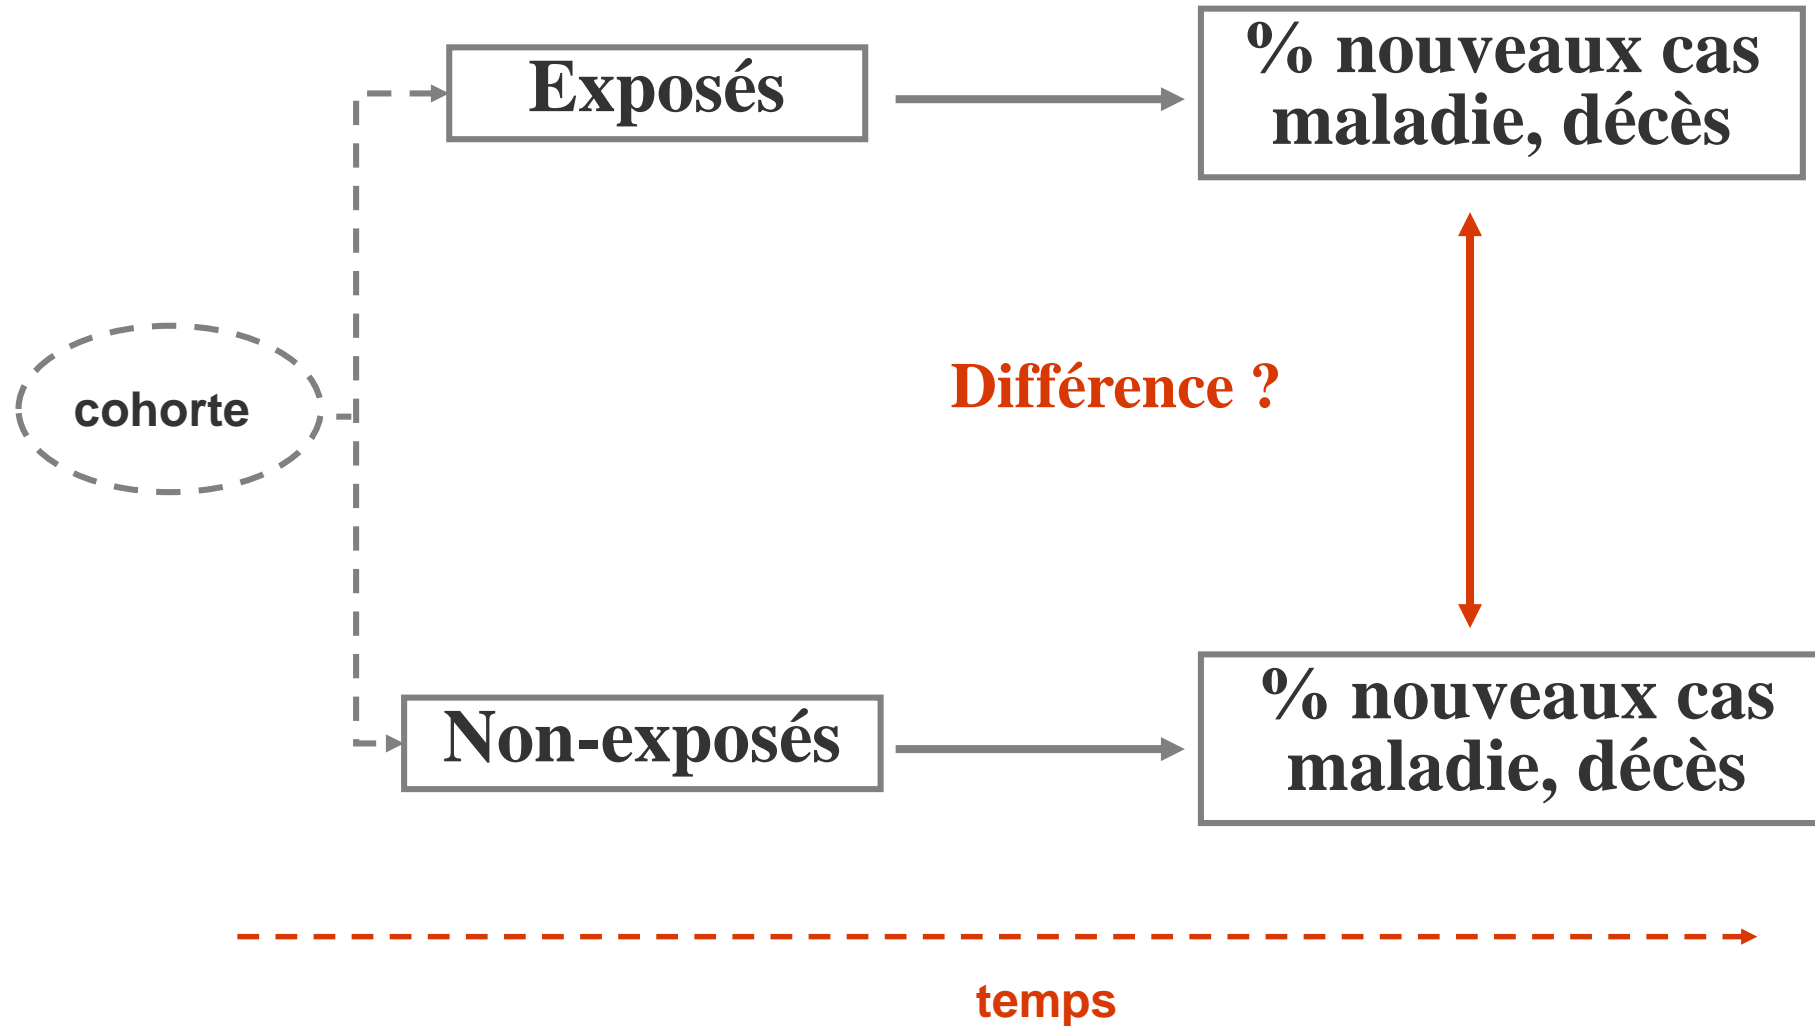 Exposés
% nouveaux cas
maladie, décès
cohorte
Différence ?
Non-exposés
% nouveaux cas
maladie, décès
temps